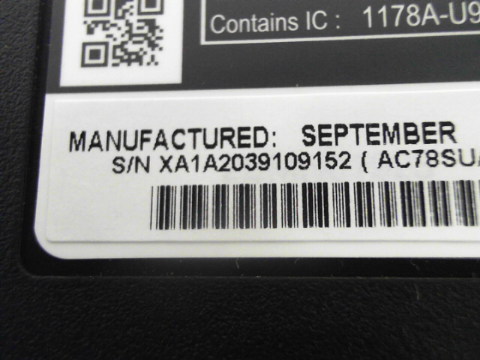 Contains IC : 1178A-U9
MANUFACTURED: SEPTEMBER
S/N XA1A2039109152 ( AC78SU